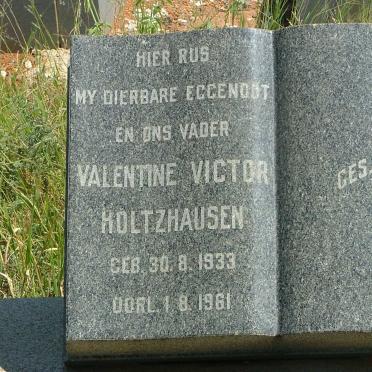 HIER RUS
MY DIERBARE EGGENOOT
EN ONS VADER
VALENTINE VICTOR
HOLTZHAUSEN
GEB. 30. 8. 1933
OORL. 1. 8. 1961
GES.